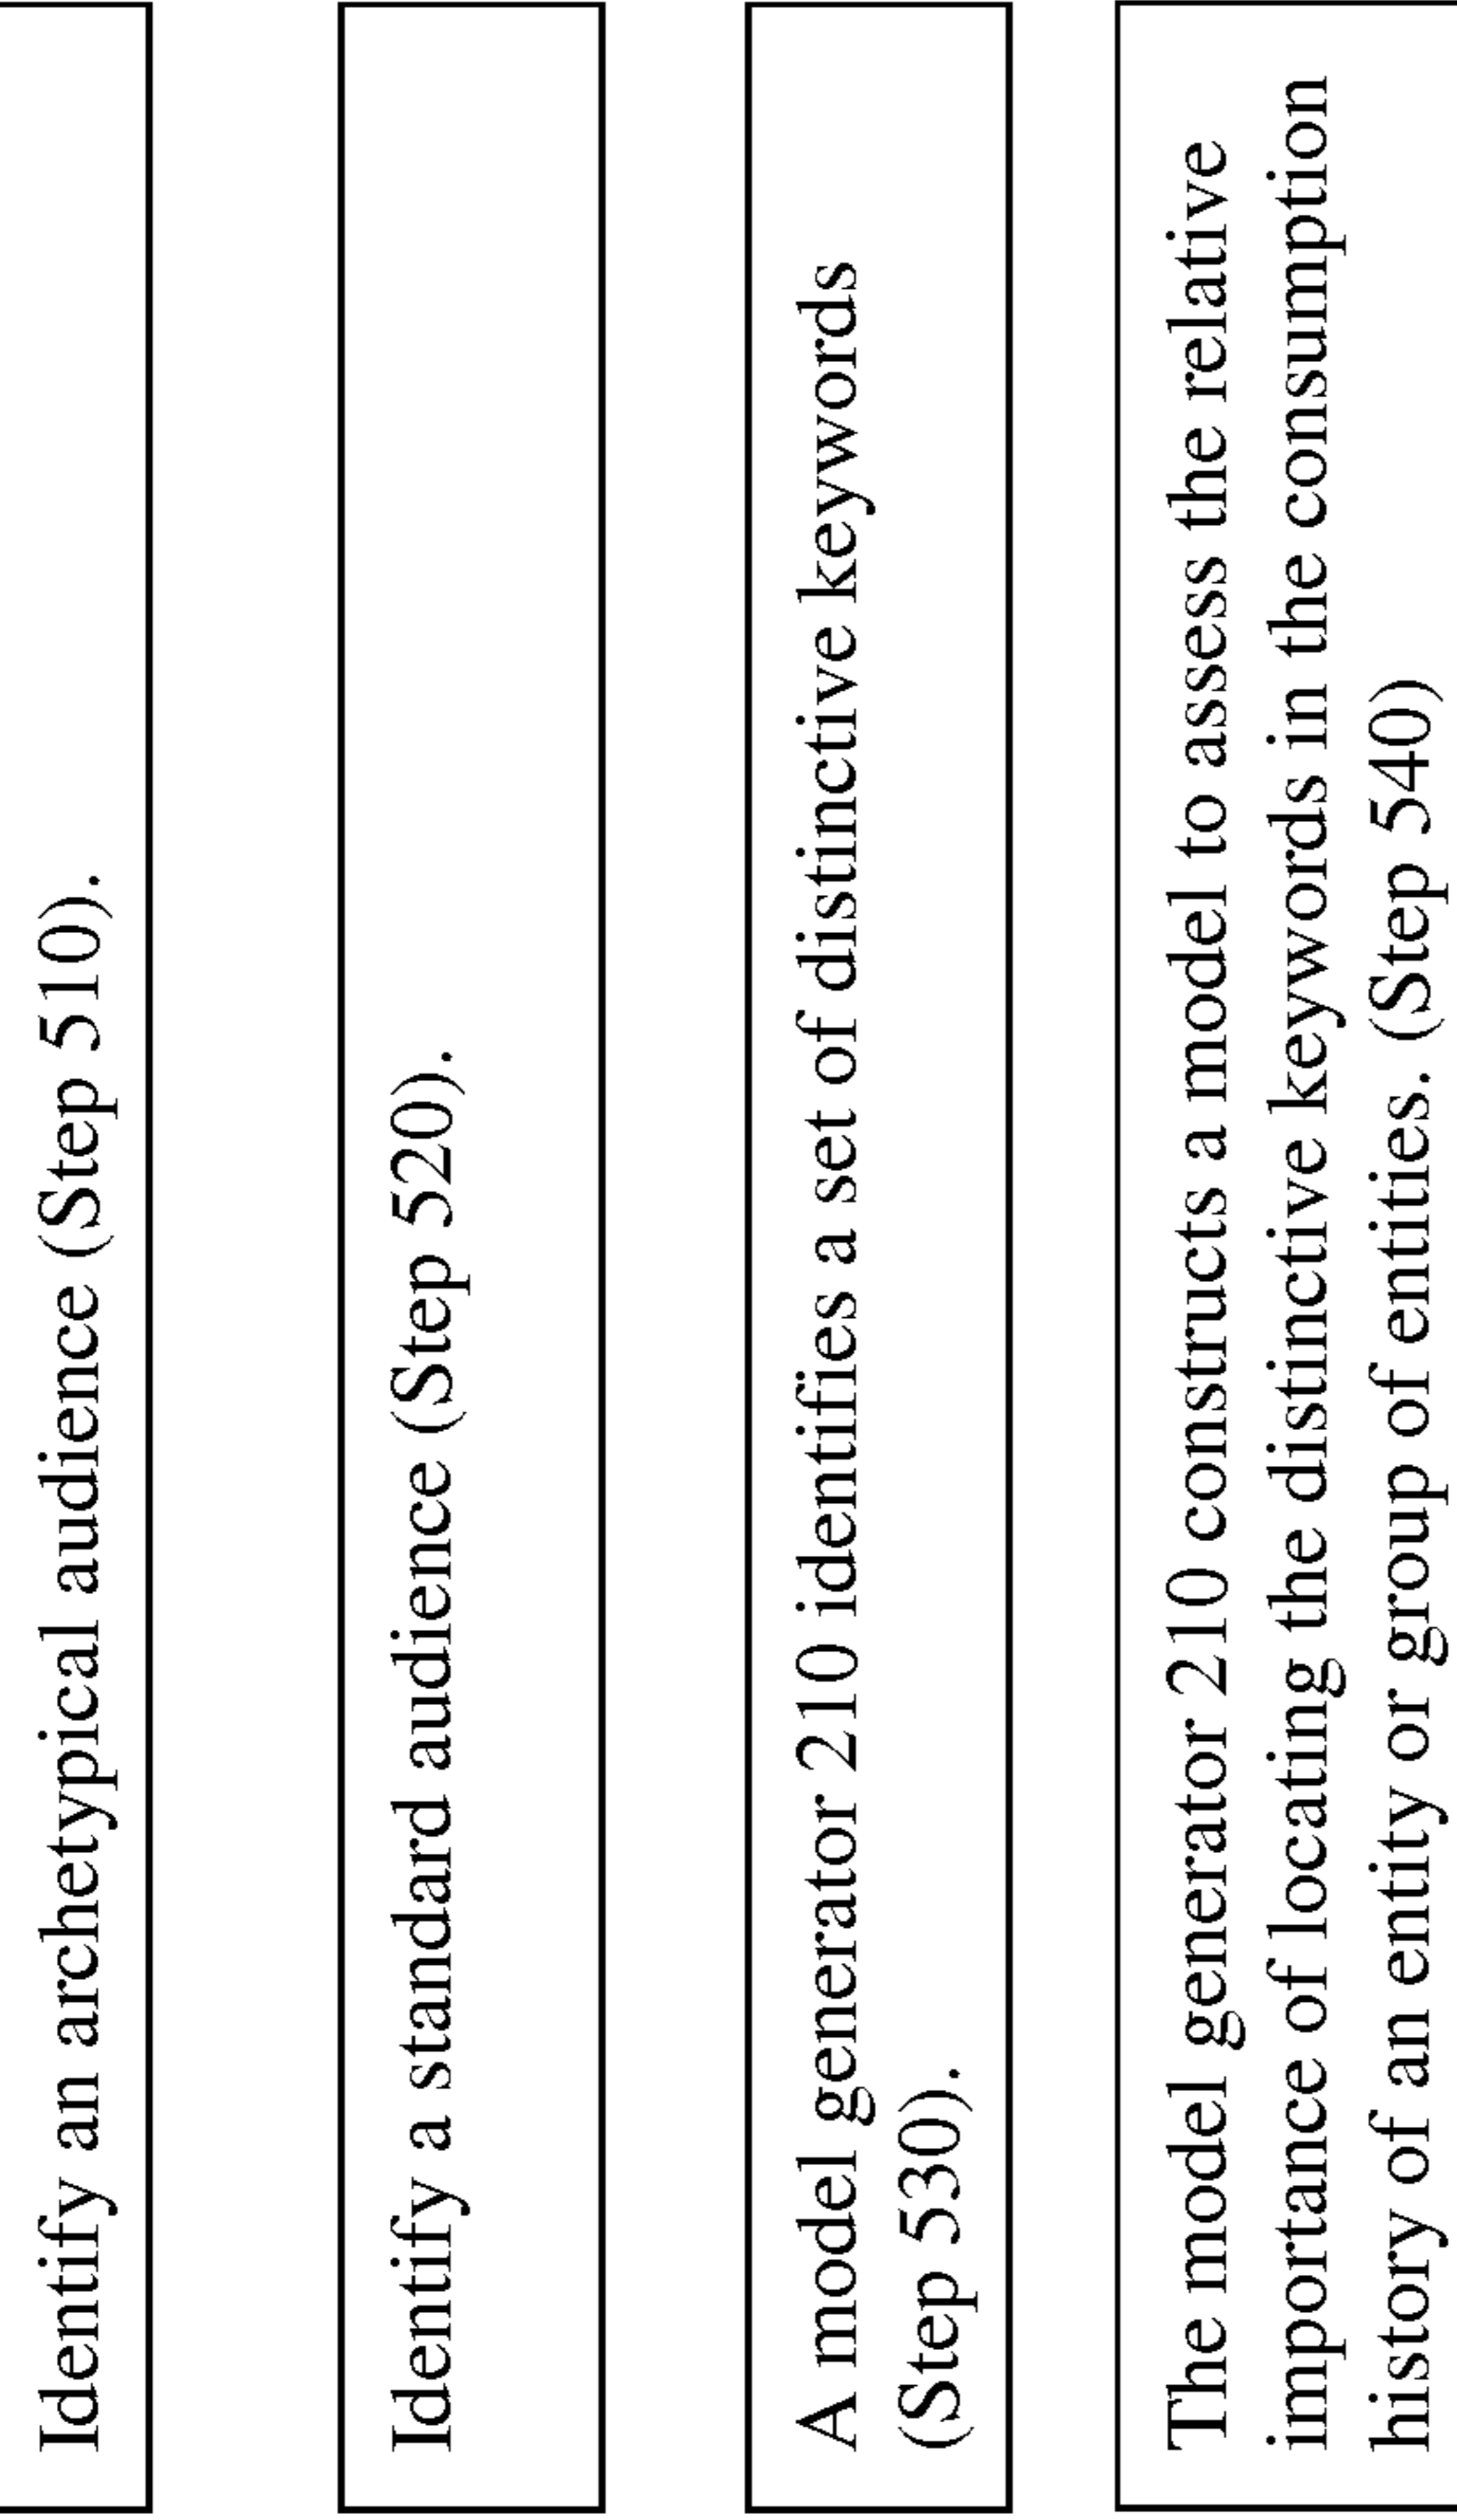 Identify an archetypical audience (Step 510).
Identify a standard audience (Step 520).
A model generator 210 identifies a set of distinctive keywords
(Step 530).
The model generator 210 constructs a model to assess the relative
importance of locating the distinctive keywords in the consumption
history of an entity or group of entities. (Step 540)